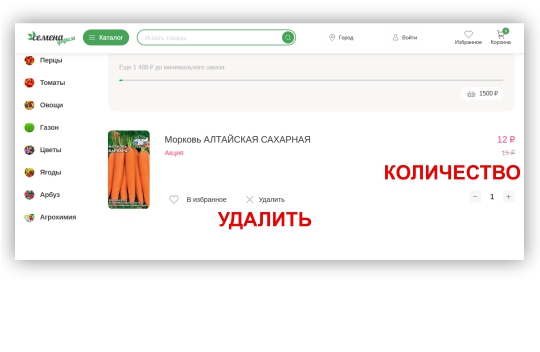 семена
фарм
Каталог
Искать товары
Город
Войти
Избранное
Корзина
Перцы
Томаты
Овощи
Газон
Цветы
Ягоды
Арбуз
Агрохимия
Еще 1 488 ₽ до минимального заказа
1500 ₽
Морковь АЛТАЙСКАЯ САХАРНАЯ
12 ₽
Акция
15 ₽
КОЛИЧЕСТВО
В избранное
Удалить
1
УДАЛИТЬ